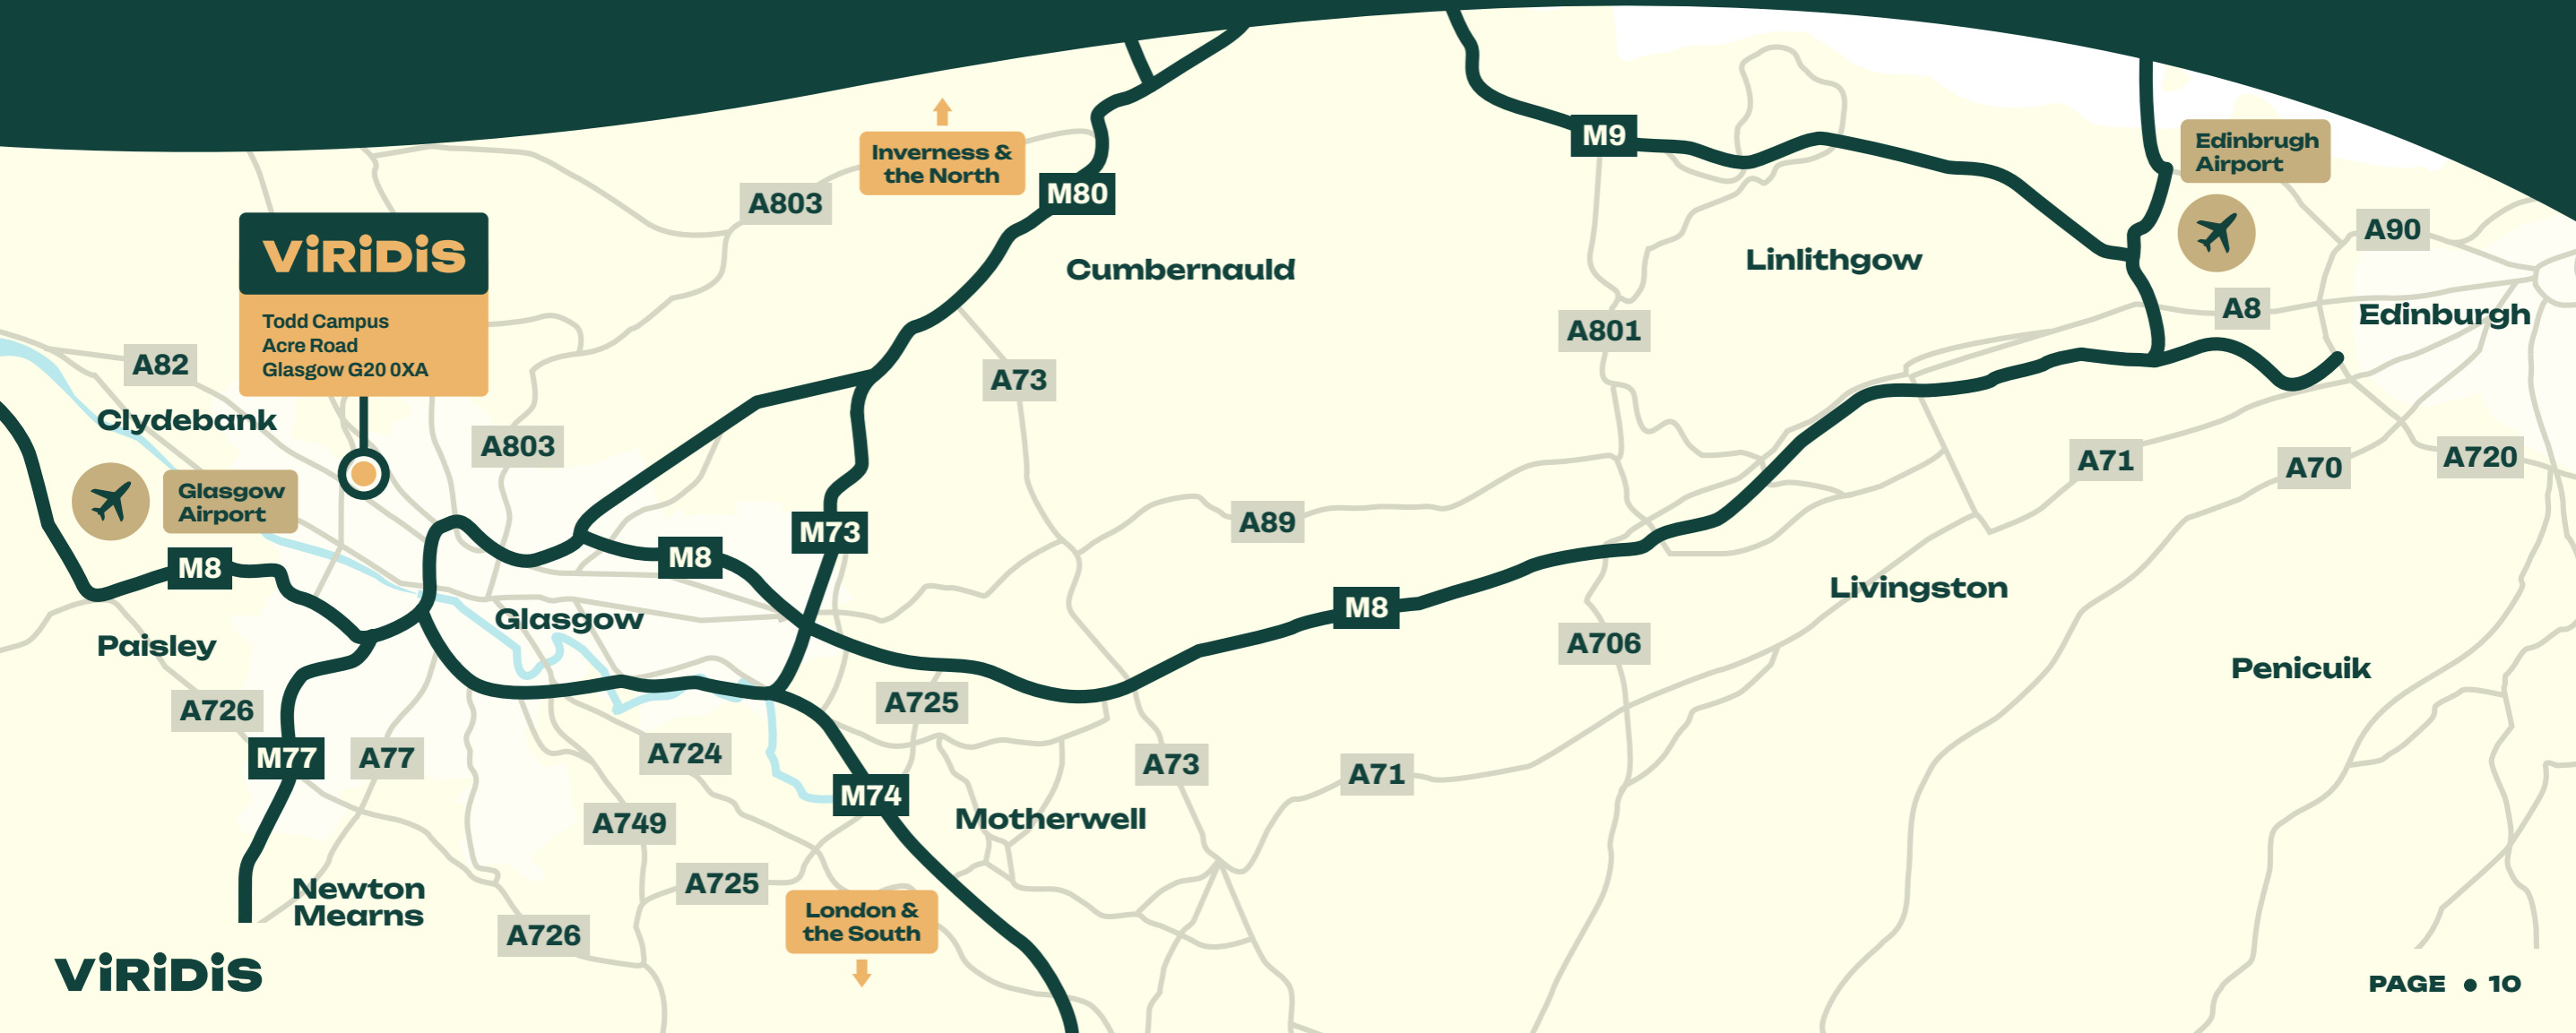 Inverness &
the North
M80
M9
Edinbrugh
Airport
A803
A90
ViRiDiS
Todd Campus
Acre Road
Glasgow G20 0XA
Cumbernauld
Linlithgow
A8
Edinburgh
A82
A801
A73
Clydebank
A803
A71
A70
A720
Glasgow
Airport
M8
M8
M73
A89
M8
Glasgow
Livingston
Paisley
A706
Penicuik
A726
A725
M77
A77
A724
A73
A71
M74
A749
Motherwell
Newton
Mearns
A725
London &
the South
A726
ViRiDiS
PAGE • 10